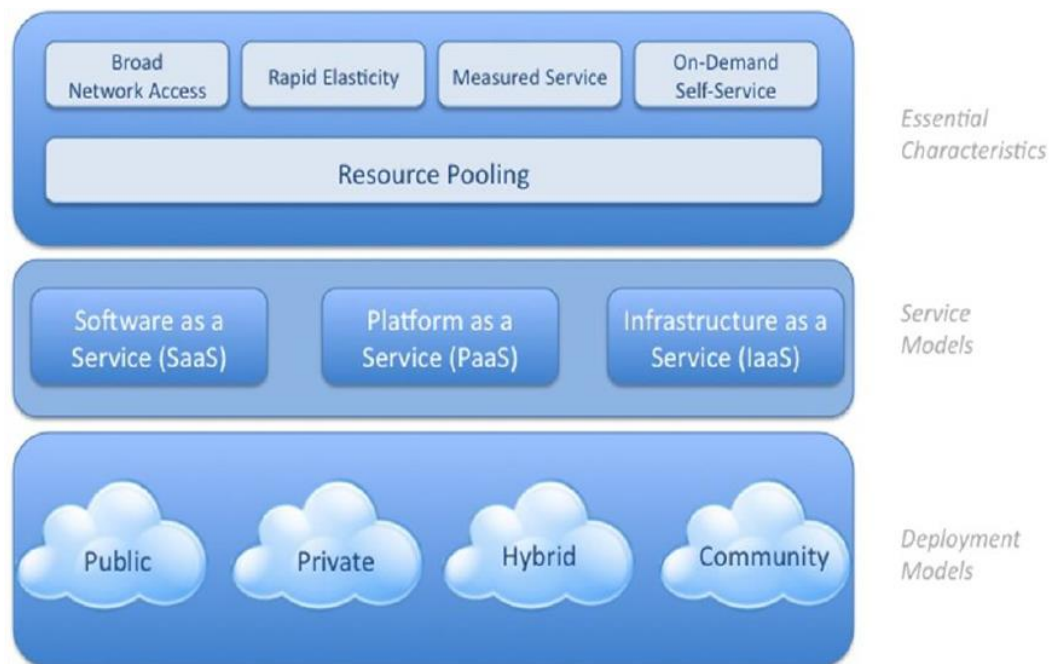 Broad
Network Access
Rapid Elasticity
Measured Service
On-Demand
Self-Service
Resource Pooling
Essential
Characteristics
Software as a
Service (SaaS)
Platform as a
Service (PaaS)
Infrastructure as a
Service (IaaS)
Service
Models
Public
Private
Hybrid
Community
Deployment
Models